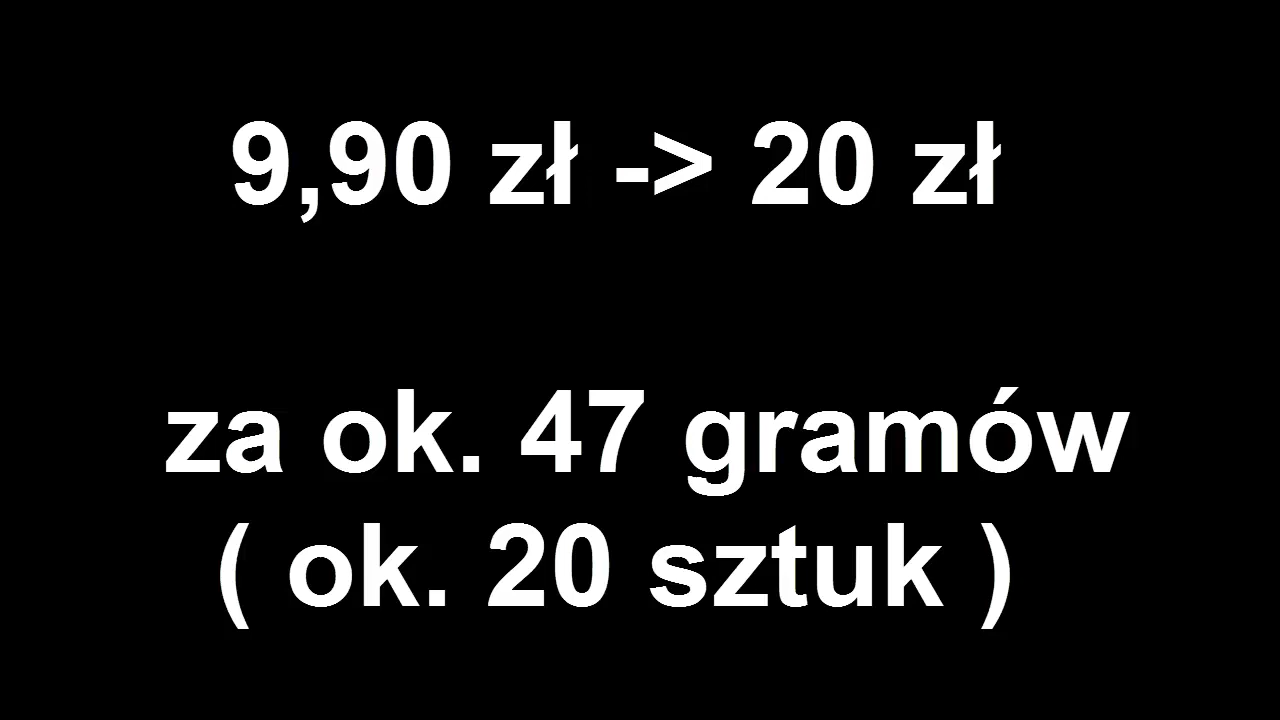 9,90 zł -> 20 zł
za ok. 47 gramów
( ok. 20 sztuk )